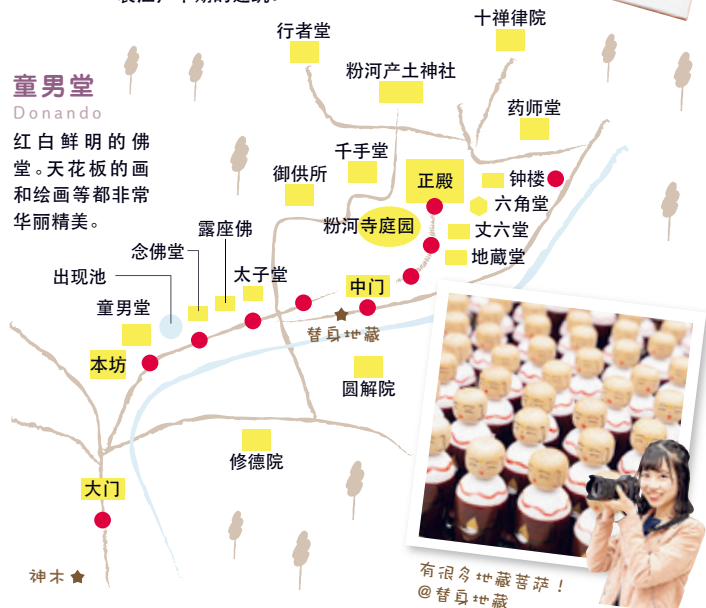 童男堂
Donando
红白鲜明的佛
堂。天花板的画
和绘画等都非常
华丽精美。
行者堂
十禅律院
粉河产土神社
药师堂
千手堂
御供所
正殿
钟楼
六角堂
粉河寺庭园
丈六堂
地蔵堂
露座佛
念佛堂
出现池
太子堂
中门
童男堂
替身地藏
本坊
圆解院
修德院
大门
神木
有很多地藏菩萨！
@替身地藏